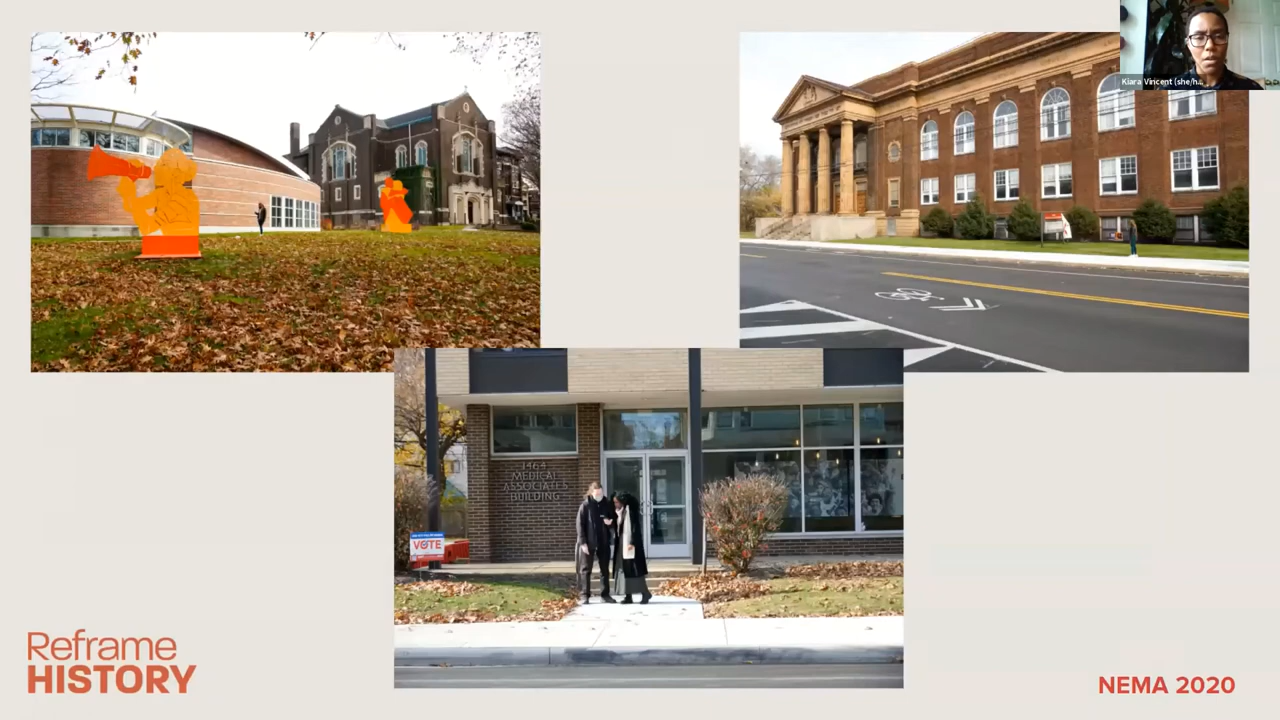 Kiara Vincent (she/h...
1464
MEDICAL
ASSOCIATES
BUILDING
VOTE
Reframe
HISTORY
NEMA 2020